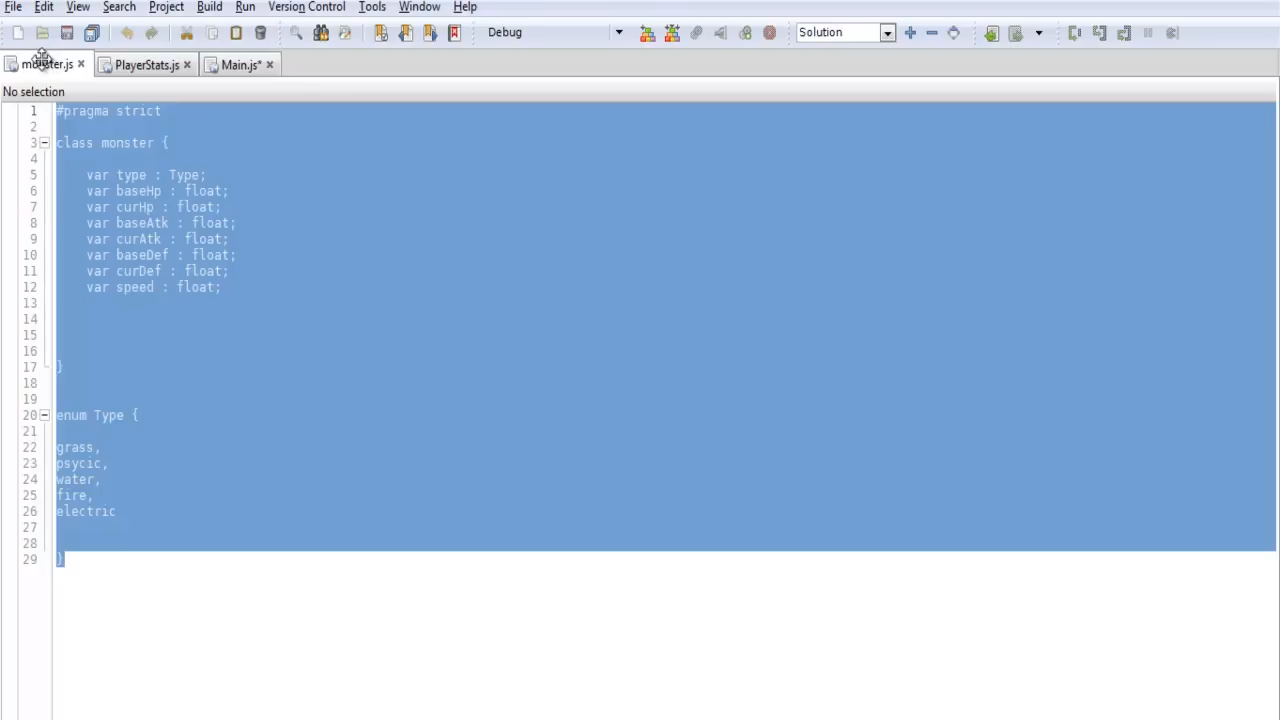 File Edit View Search Project Build Run Version Control Tools Window Help
Debug Solution
monster.js PlayerStats.js Main.js*
No selection
1 #pragma strict
2
3 class monster {
4
5 var type : Type;
6 var baseHp : float;
7 var curHp : float;
8 var baseAtk : float;
9 var curAtk : float;
10 var baseDef : float;
11 var curDef : float;
12 var speed : float;
13
14
15
16
17 }
18
19
20 enum Type {
21
22 grass,
23 psycic,
24 water,
25 fire,
26 electric
27
28
29 }